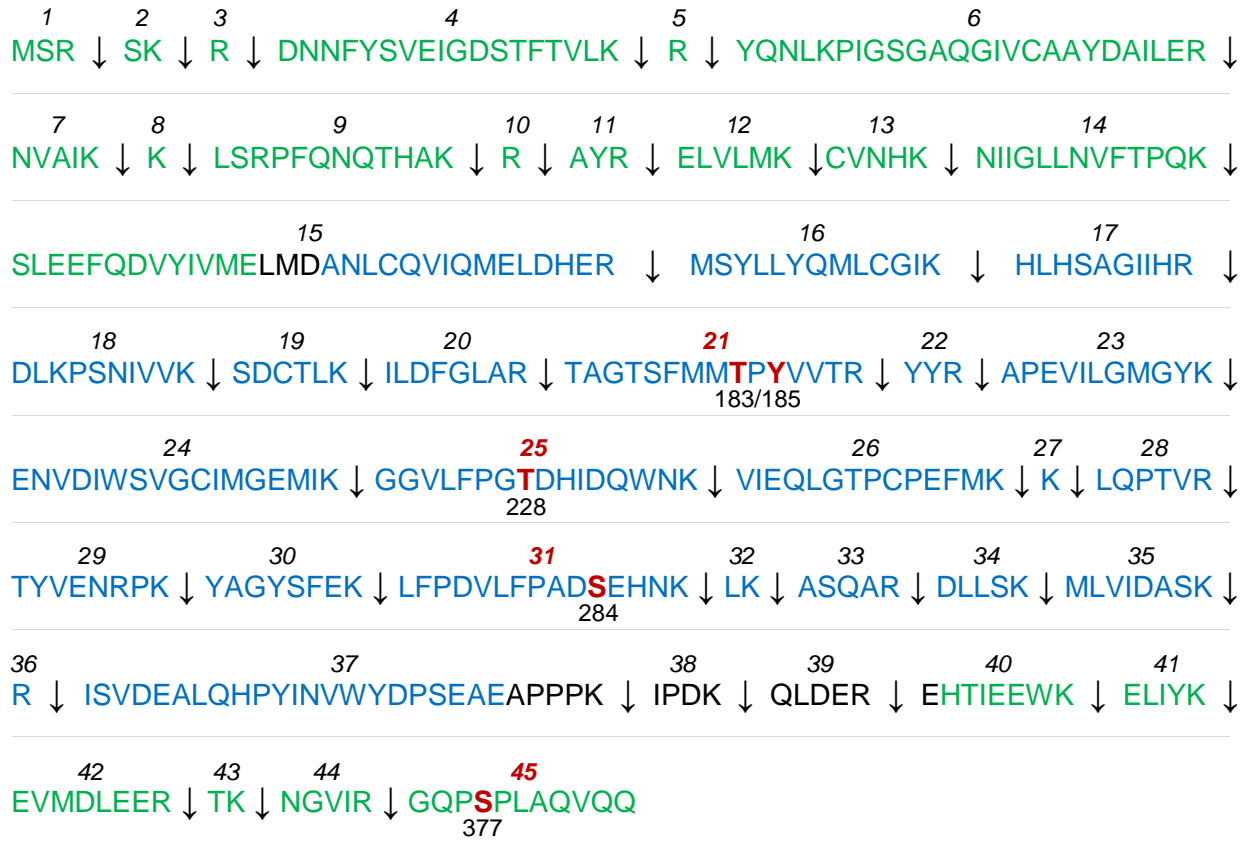 1 2 3 4 5 6
MSR ↓ SK ↓ R ↓ DNNFYSVEIGDSTFTVLK ↓ R ↓ YQNLKPIGSGAQGIVCAAYDAILER ↓
7 8 9 10 11 12 13 14
NVAIK ↓ K ↓ LSRPFQNQTHAK ↓ R ↓ AYR ↓ ELVLMK ↓ CVNHK ↓ NIIGLLNVFTPQK ↓
15 16 17
SLEEFQDVYIVMELMDANLCQVIQMELDHER ↓ MSYLLYQMLCGIK ↓ HLHSAGIIHR ↓
18 19 20 21 22 23
DLKPSNIVVK ↓ SDCTLK ↓ ILDFGLAR ↓ TAGTSFMMTPYVVTR ↓ YYR ↓ APEVILGMGYK ↓
183/185
24 25 26 27 28
ENVDIWSVGCIMGEMIK ↓ GGVLFPGTDHIDQWNK ↓ VIEQLGTPCPEFMK ↓ K ↓ LQPTVR ↓
228
29 30 31 32 33 34 35
TYVENRPK ↓ YAGYSFEK ↓ LFPDVLFPADSEHNK ↓ LK ↓ ASQAR ↓ DLLSK ↓ MLVIDASK ↓
284
36 37 38 39 40 41
R ↓ ISVDEALQHPYINVWYDPSEAEAPPPK ↓ IPDK ↓ QLDER ↓ EHTIEEWK ↓ ELIYK ↓
42 43 44 45
EVMDLEER ↓ TK ↓ NGVIR ↓ GQPSPLAQVQQ
377